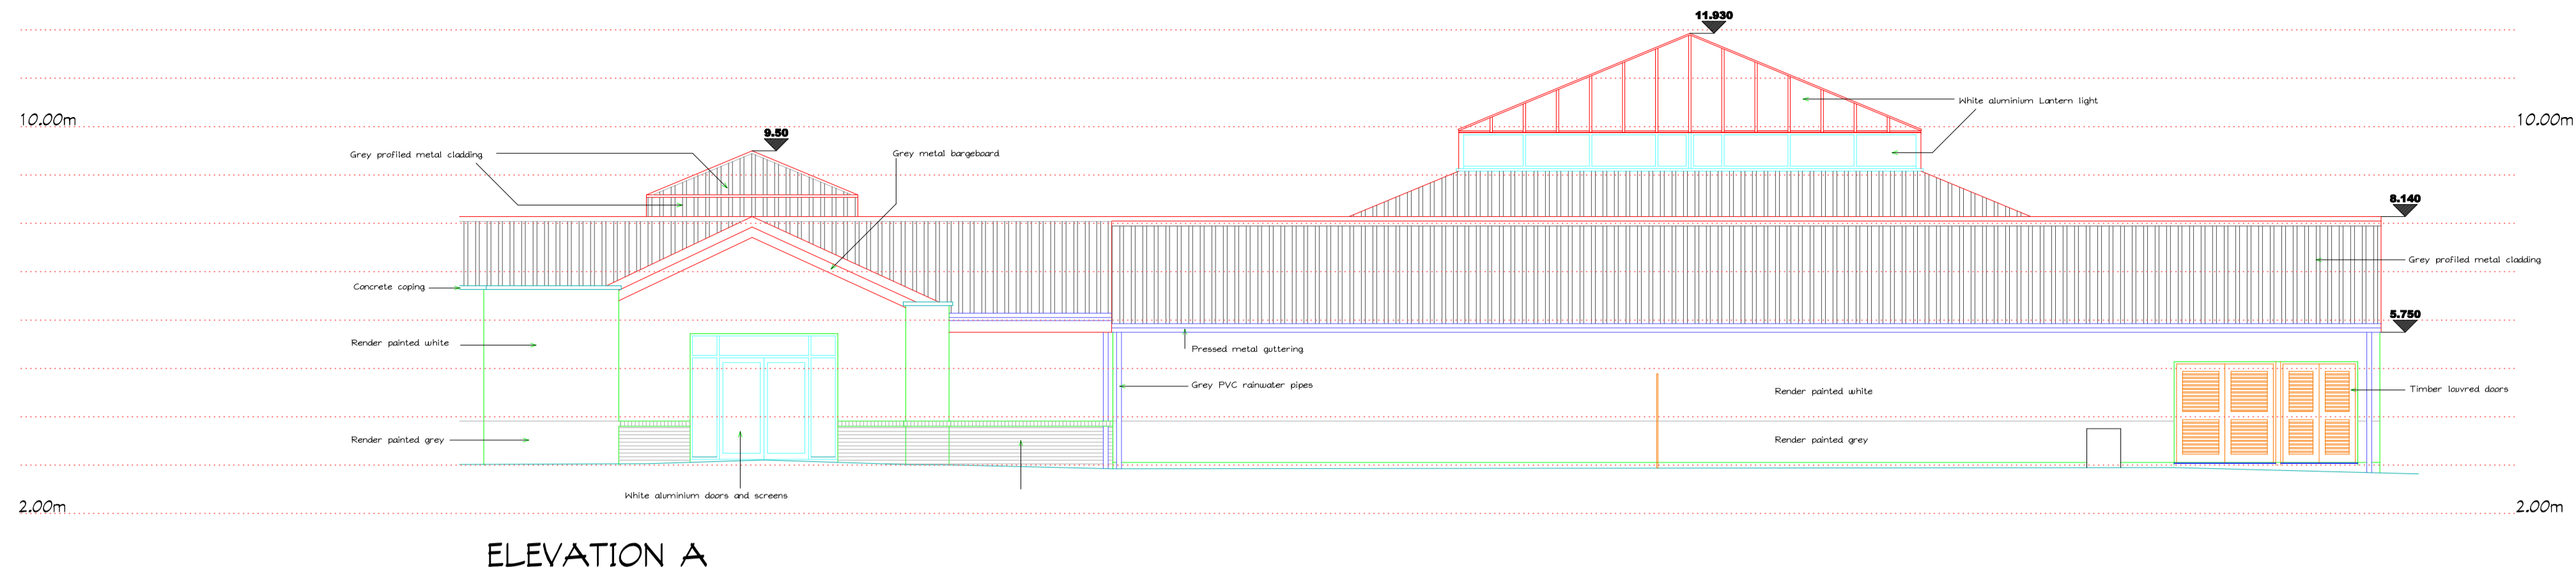 11.930
10.00m
10.00m
9.50
White aluminium Lantern light
Grey profiled metal cladding
Grey metal bargeboard
8.140
Grey profiled metal cladding
Concrete coping
5.750
Render painted white
Pressed metal guttering
Grey PVC rainwater pipes
Render painted white
Timber louvred doors
Render painted grey
Render painted grey
White aluminium doors and screens
2.00m
2.00m
ELEVATION A